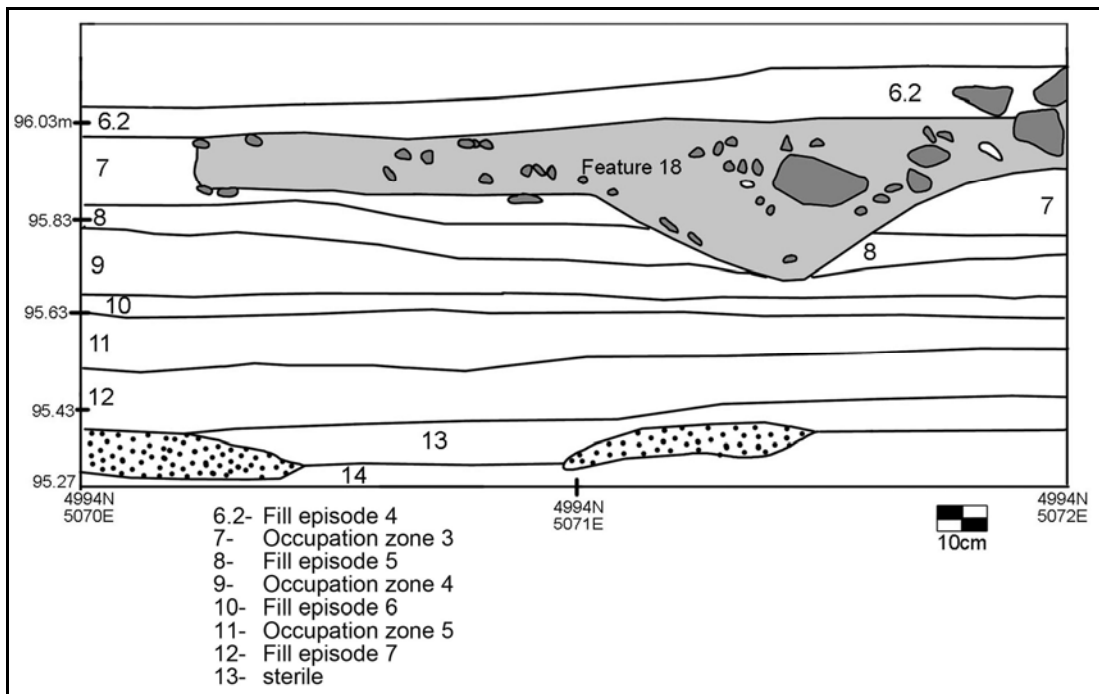 6.2
96.03m
6.2
7
Feature 18
7
95.83
8
8
9
10
95.63
11
12
95.43
13
14
95.27
4994N
5070E
4994N
5071E
4994N
5072E
10cm
6.2- Fill episode 4
7- Occupation zone 3
8- Fill episode 5
9- Occupation zone 4
10- Fill episode 6
11- Occupation zone 5
12- Fill episode 7
13- sterile